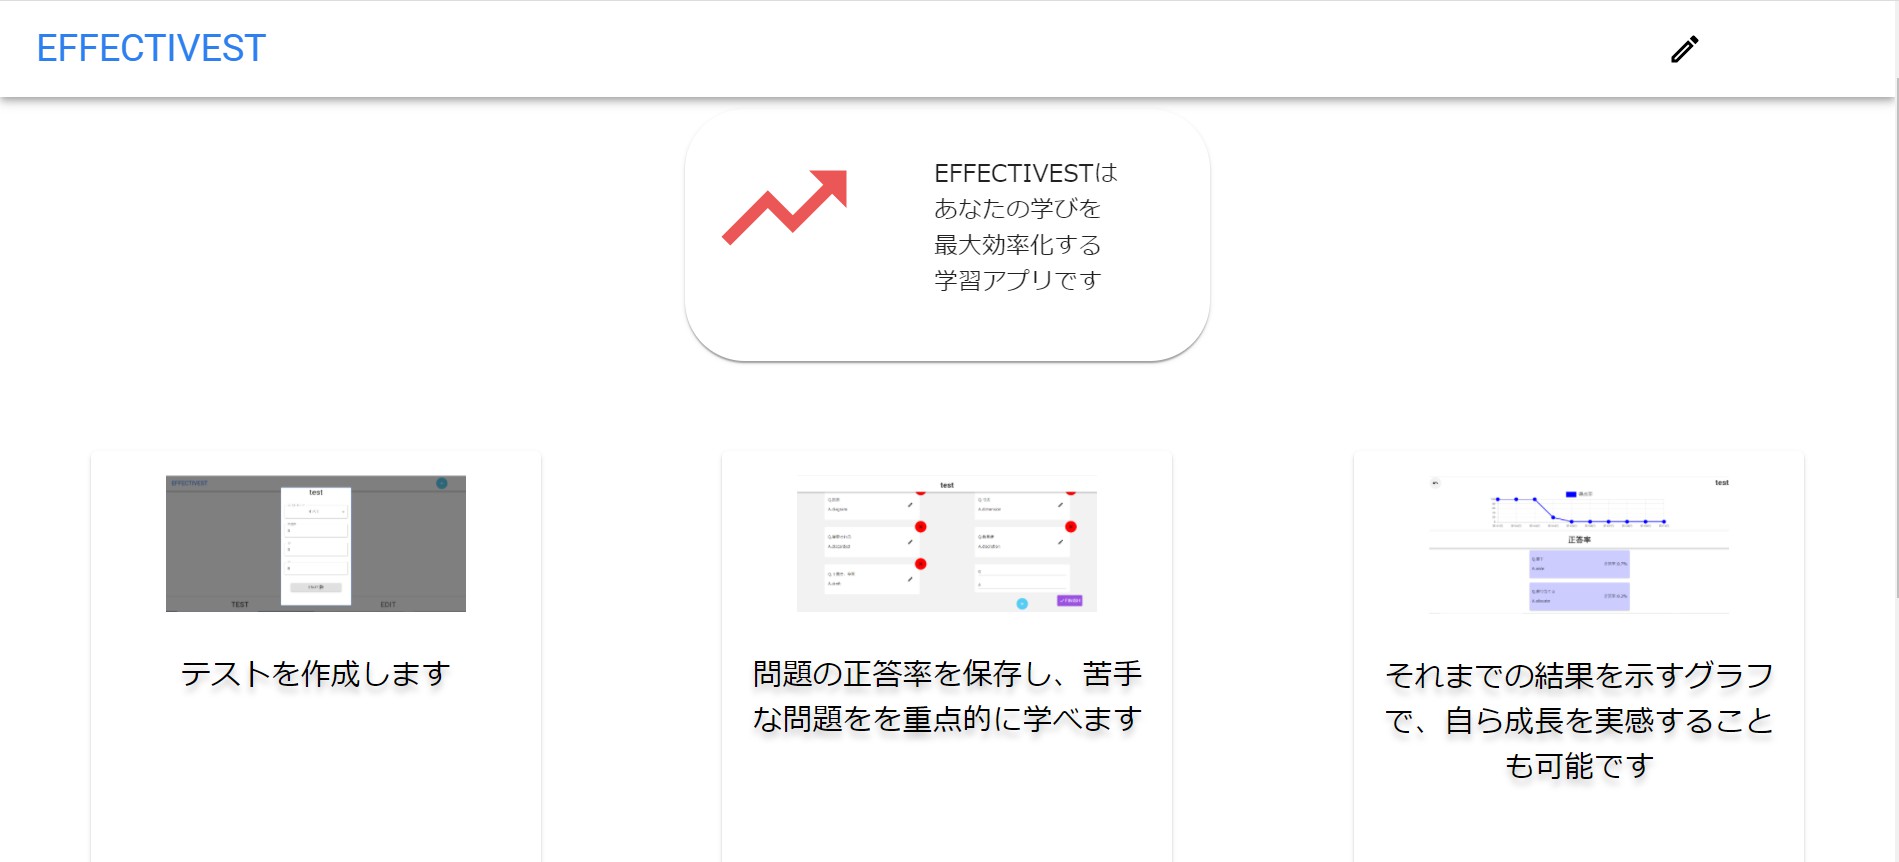 EFFECTIVEST
EFFECTIVESTは
あなたの学びを
最大効率化する
学習アプリです
EFFECTIVEST
test
TEST
EDIT
テストを作成します
test
問題の正答率を保存し、苦手
な問題をを重点的に学べます
test
正答率
それまでの結果を示すグラフ
で、自ら成長を実感すること
も可能です